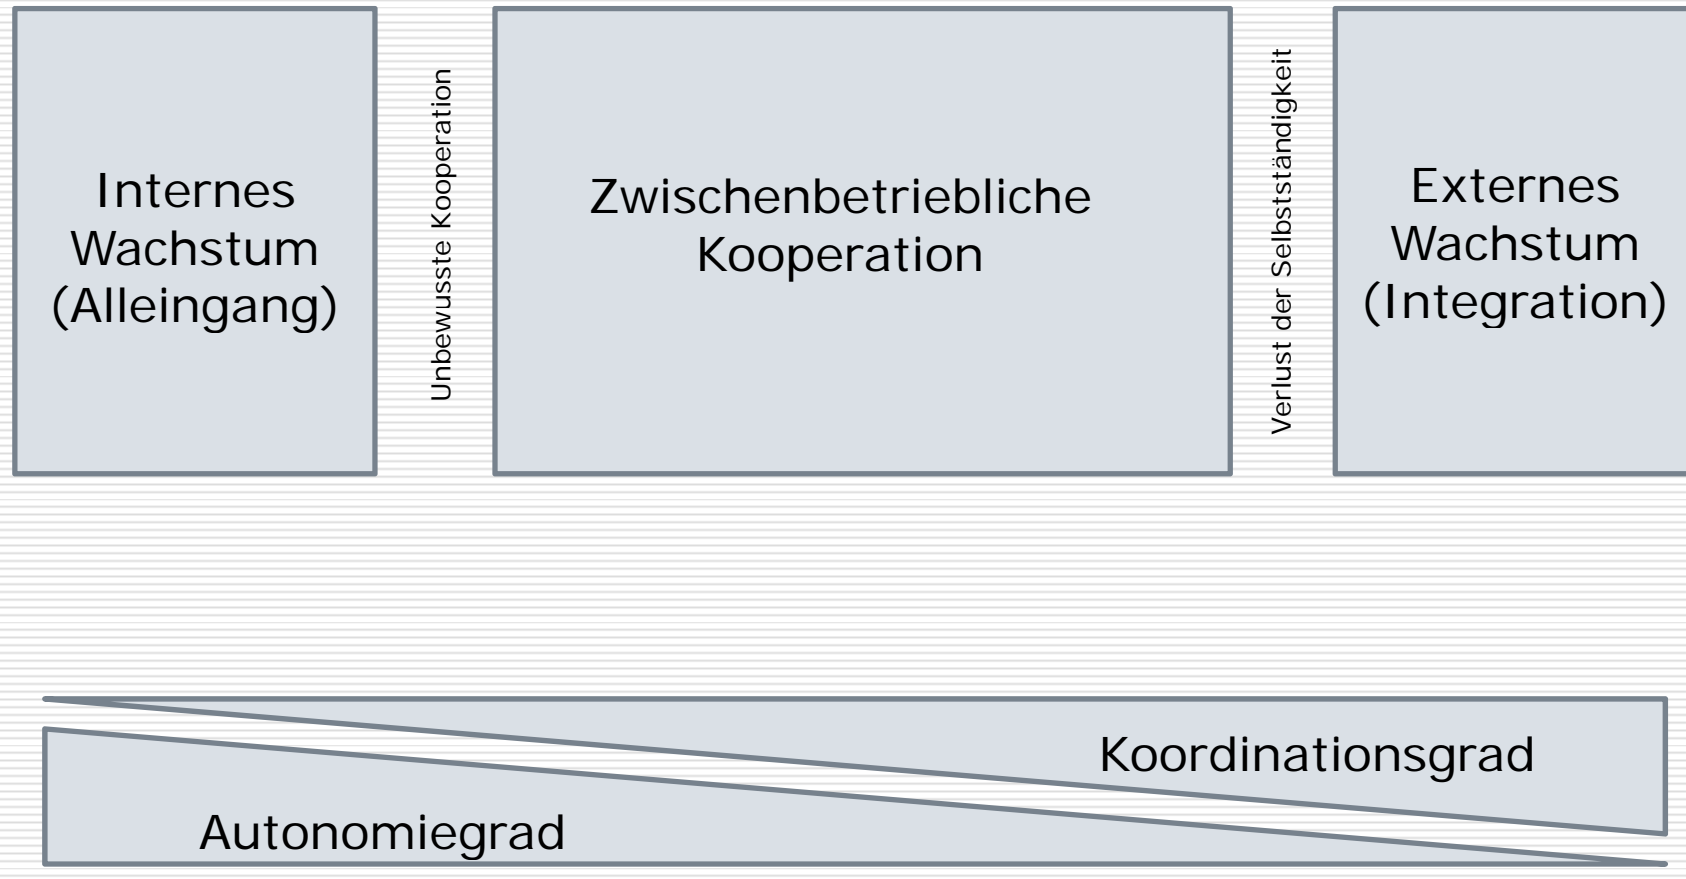 Internes
Wachstum
(Alleingang)
Unbewusste Kooperation
Zwischenbetriebliche
Kooperation
Verlust der Selbstständigkeit
Externes
Wachstum
(Integration)
Koordinationsgrad
Autonomiegrad